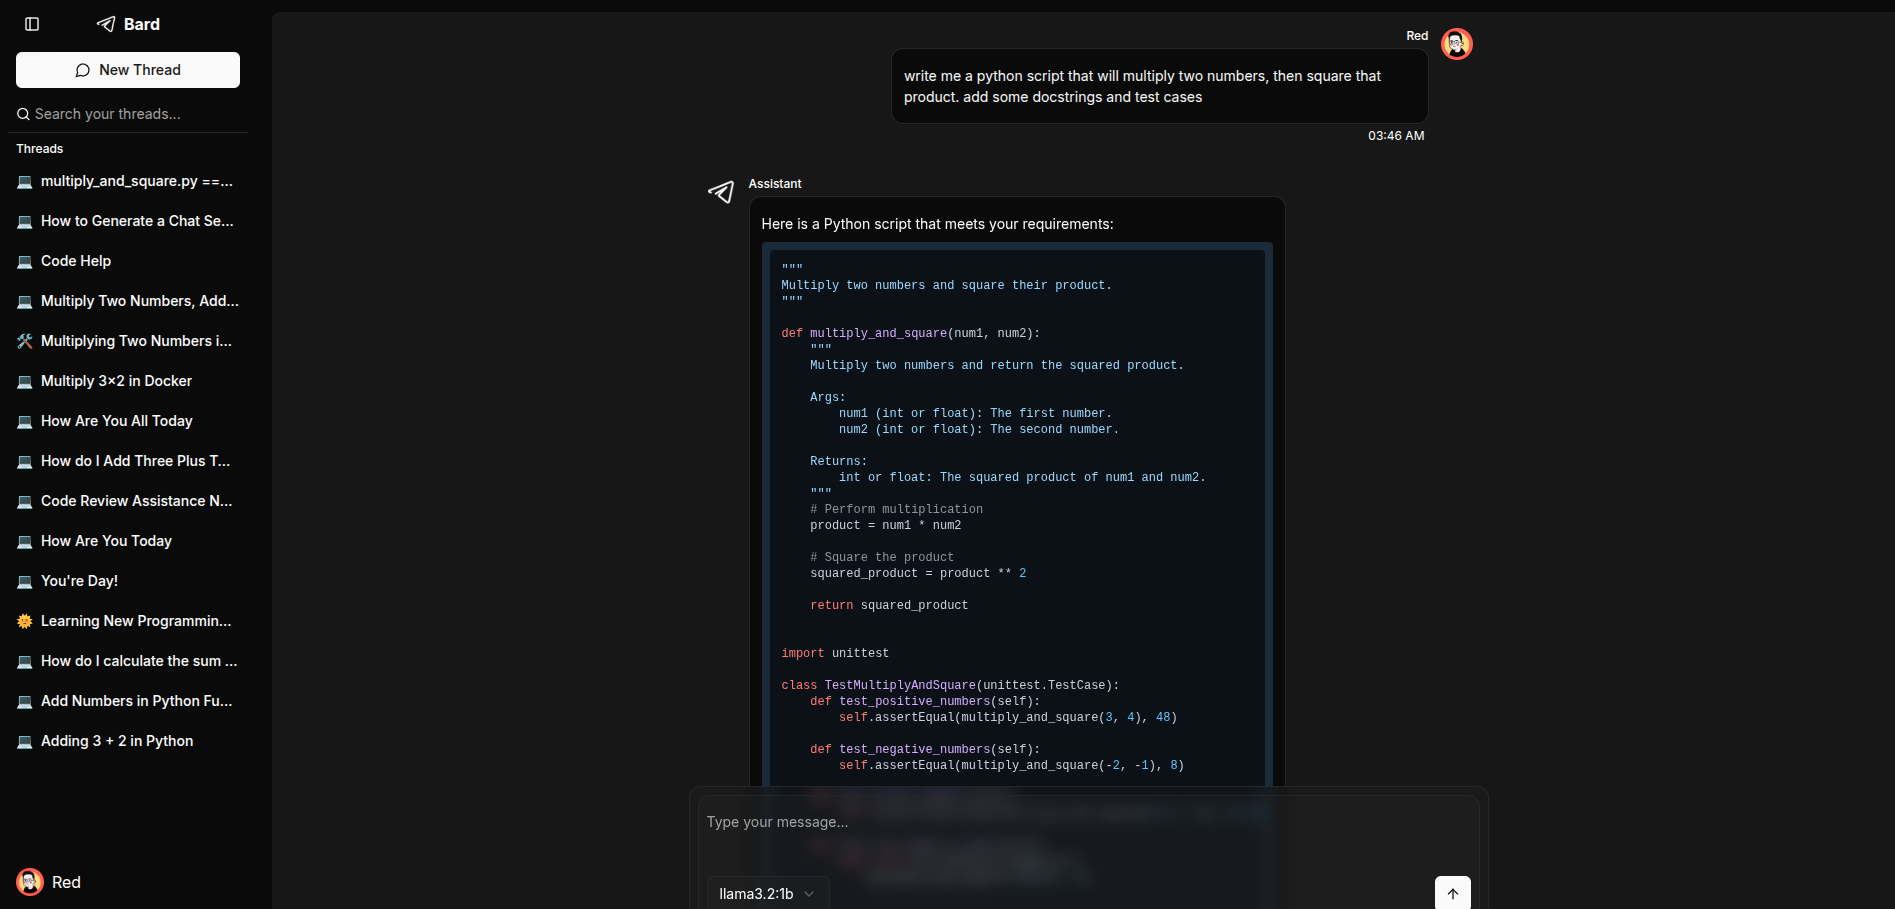 Bard
New Thread
Search your threads...
Threads
multiply_and_square.py ==...
How to Generate a Chat Se...
Code Help
Multiply Two Numbers, Add...
Multiplying Two Numbers i...
Multiply 3×2 in Docker
How Are You All Today
How do I Add Three Plus T...
Code Review Assistance N...
How Are You Today
You're Day!
Learning New Programmin...
How do I calculate the sum ...
Add Numbers in Python Fu...
Adding 3 + 2 in Python
Red
Red
write me a python script that will multiply two numbers, then square that
product. add some docstrings and test cases
03:46 AM
Assistant
Here is a Python script that meets your requirements:
"""
Multiply two numbers and square their product.
"""
def multiply_and_square(num1, num2):
    """
    Multiply two numbers and return the squared product.
    Args:
        num1 (int or float): The first number.
        num2 (int or float): The second number.
    Returns:
        int or float: The squared product of num1 and num2.
    """
    # Perform multiplication
    product = num1 * num2
    # Square the product
    squared_product = product ** 2
    return squared_product
import unittest
class TestMultiplyAndSquare(unittest.TestCase):
    def test_positive_numbers(self):
        self.assertEqual(multiply_and_square(3, 4), 48)
    def test_negative_numbers(self):
        self.assertEqual(multiply_and_square(-2, -1), 8)
Type your message...
llama3.2:1b